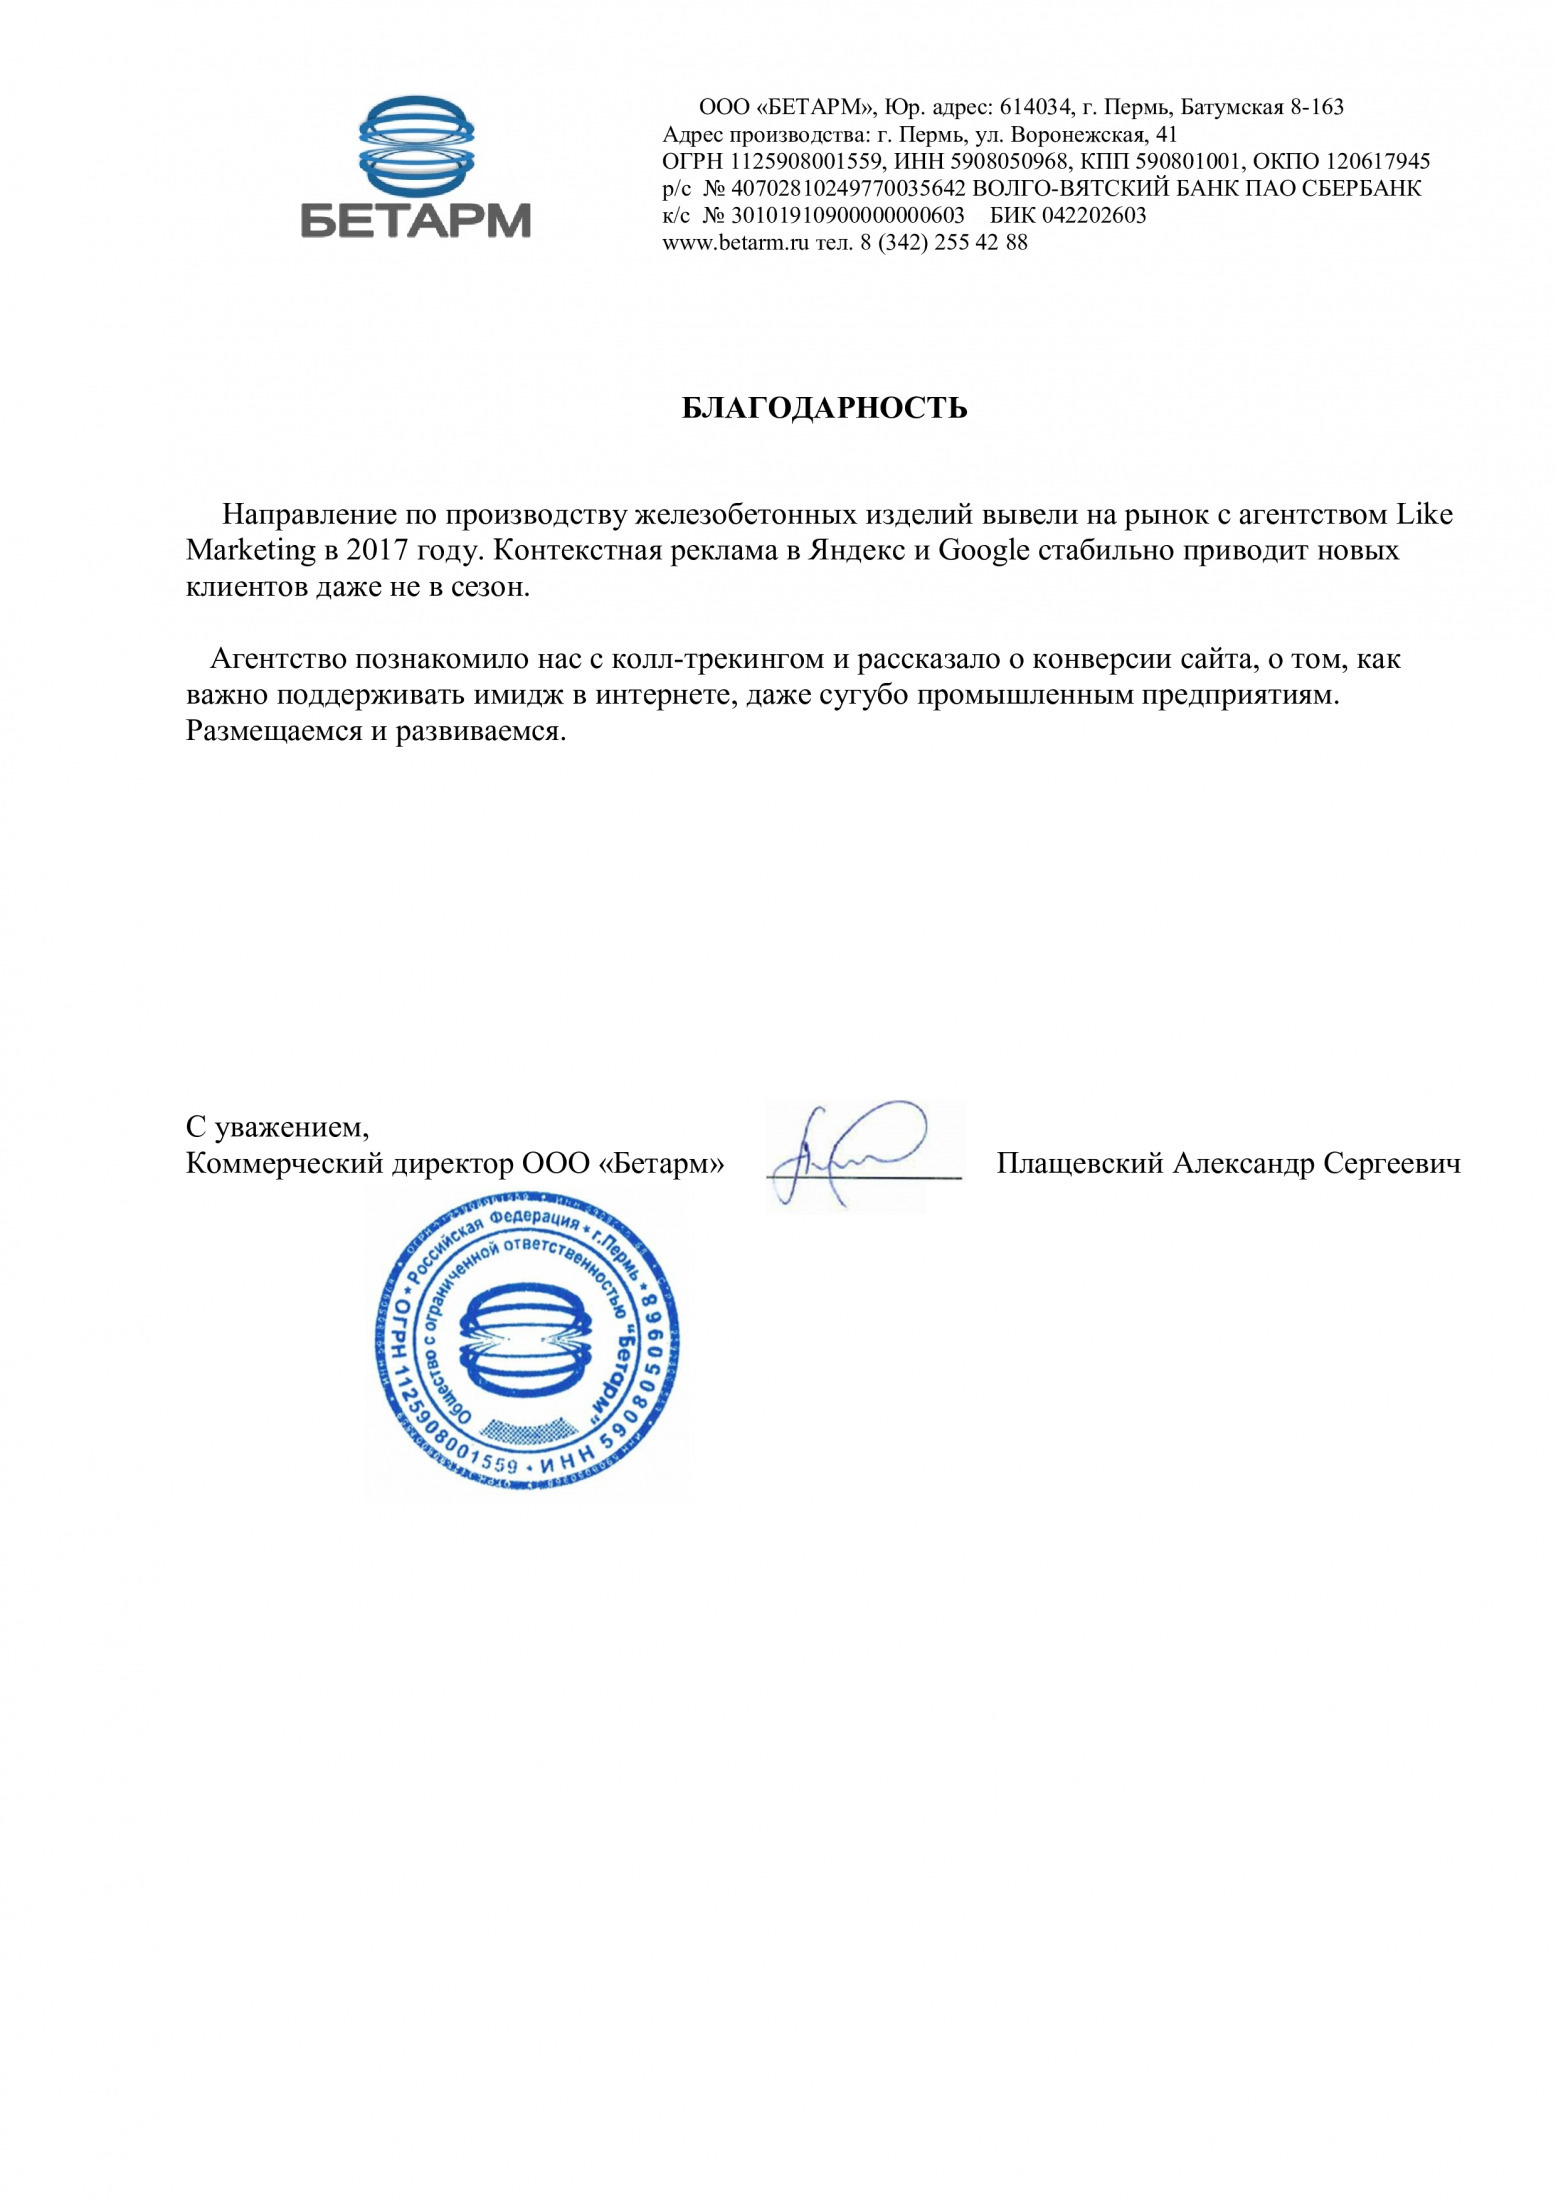 БЕТАРМ
ООО «БЕТАРМ», Юр. адрес: 614034, г. Пермь, Батумская 8-163
Адрес производства: г. Пермь, ул. Воронежская, 41
ОГРН 1125908001559, ИНН 5908050968, КПП 590801001, ОКПО 120617945
р/с № 40702810249770035642 ВОЛГО-ВЯТСКИЙ БАНК ПАО СБЕРБАНК
к/с № 30101910900000000603 БИК 042202603
www.betarm.ru тел. 8 (342) 255 42 88
БЛАГОДАРНОСТЬ
Направление по производству железобетонных изделий вывели на рынок с агентством Like
Marketing в 2017 году. Контекстная реклама в Яндекс и Google стабильно приводит новых
клиентов даже не в сезон.
Агентство познакомило нас с колл-трекингом и рассказало о конверсии сайта, о том, как
важно поддерживать имидж в интернете, даже сугубо промышленным предприятиям.
Размещаемся и развиваемся.
С уважением,
Коммерческий директор ООО «Бетарм» Плащевский Александр Сергеевич
ОГРН 1125908001559 * ИНН 5908050968 * Российская Федерация * г.Пермь *
Общество с ограниченной ответственностью "Бетарм"